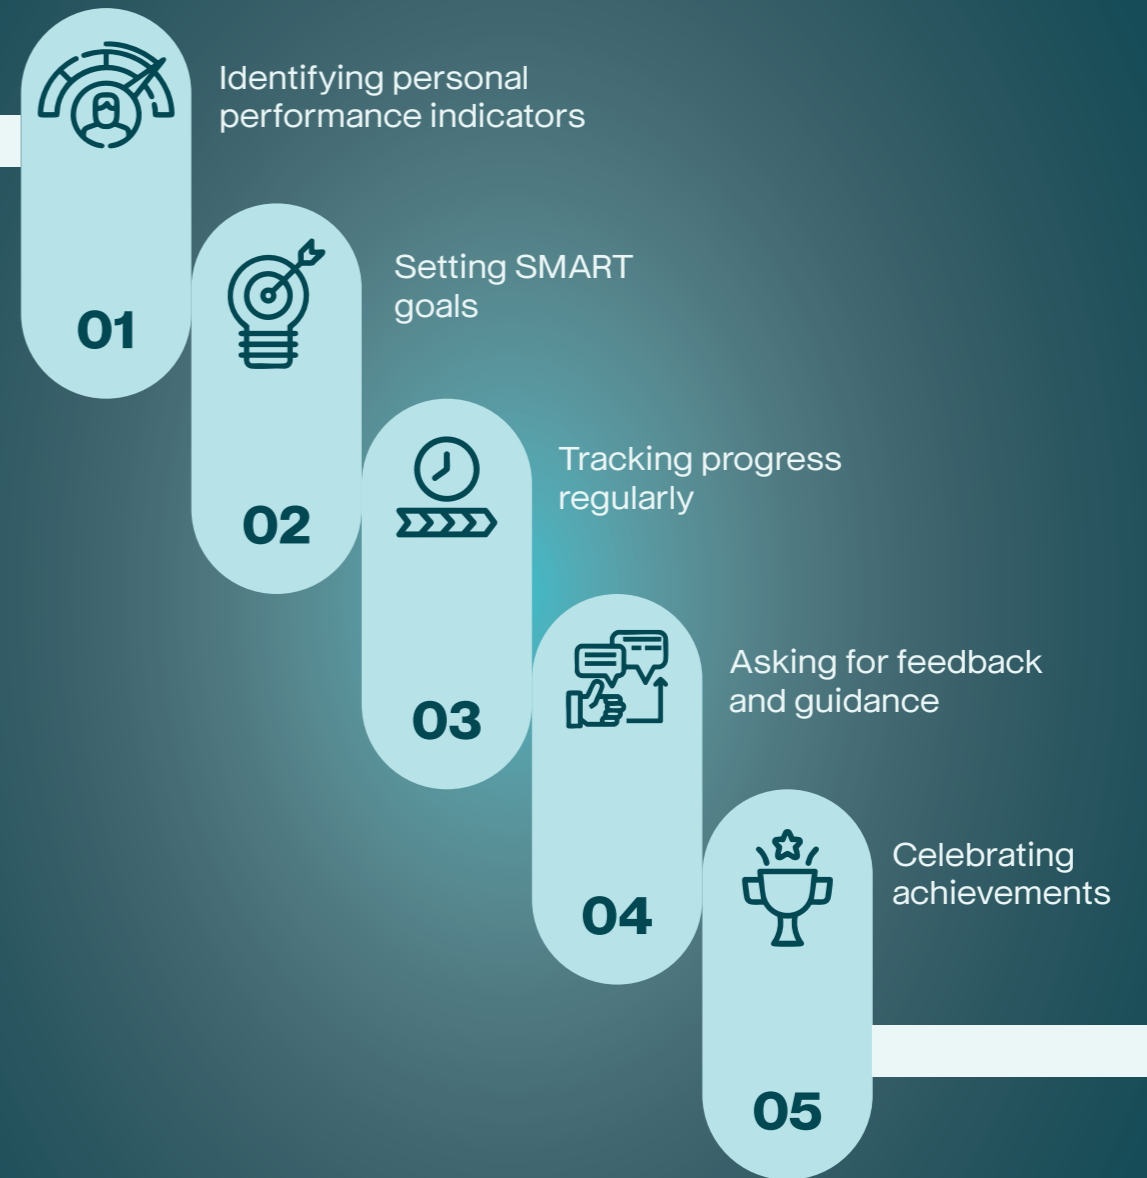 Identifying personal
performance indicators
01
Setting SMART
goals
02
Tracking progress
regularly
03
Asking for feedback
and guidance
04
Celebrating
achievements
05